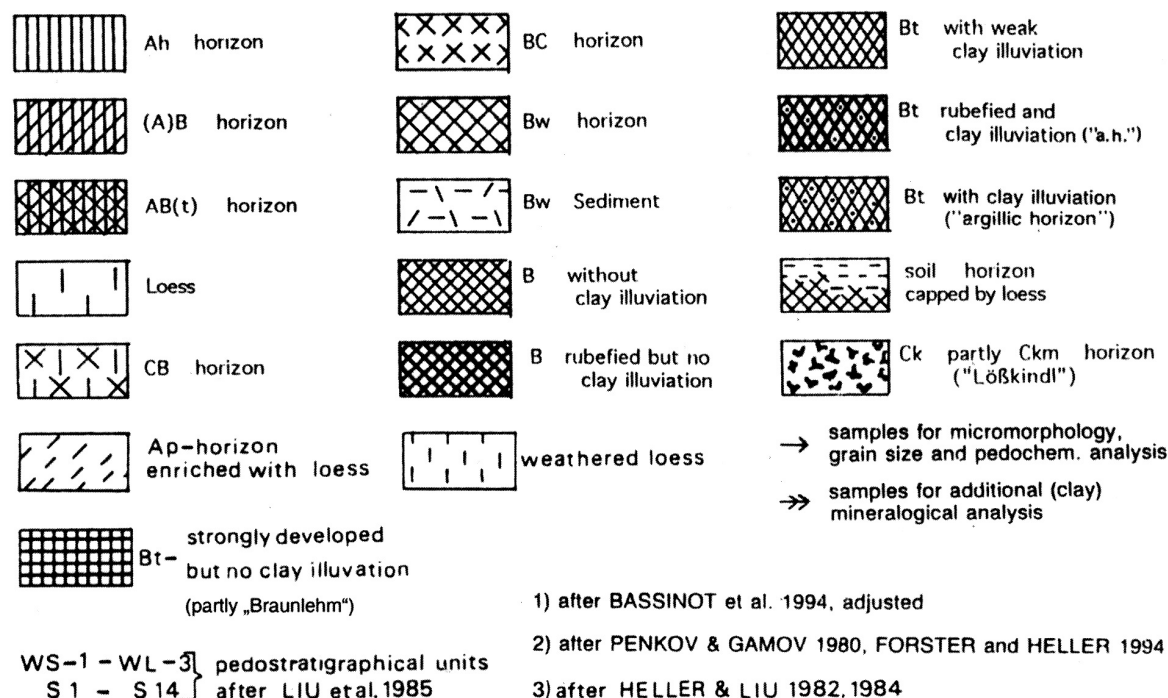 Ah horizon
(A)B horizon
AB(t) horizon
Loess
CB horizon
Ap-horizon
enriched with loess
Bt- strongly developed
but no clay illuvation
(partly „Braunlehm“)
WS-1 - WL-3} pedostratigraphical units
S1 - S14 } after LIU et al. 1985
BC horizon
Bw horizon
Bw Sediment
B without
clay illuviation
B rubefied but no
clay illuviation
weathered loess
Bt with weak
clay illuviation
Bt rubefied and
clay illuviation ("a.h.")
Bt with clay illuviation
("argillic horizon")
soil horizon
capped by loess
Ck partly Ckm horizon
("Lößkindl")
→ samples for micromorphology,
grain size and pedochem. analysis
↠ samples for additional (clay)
mineralogical analysis
1) after BASSINOT et al. 1994, adjusted
2) after PENKOV & GAMOV 1980, FORSTER and HELLER 1994
3) after HELLER & LIU 1982, 1984